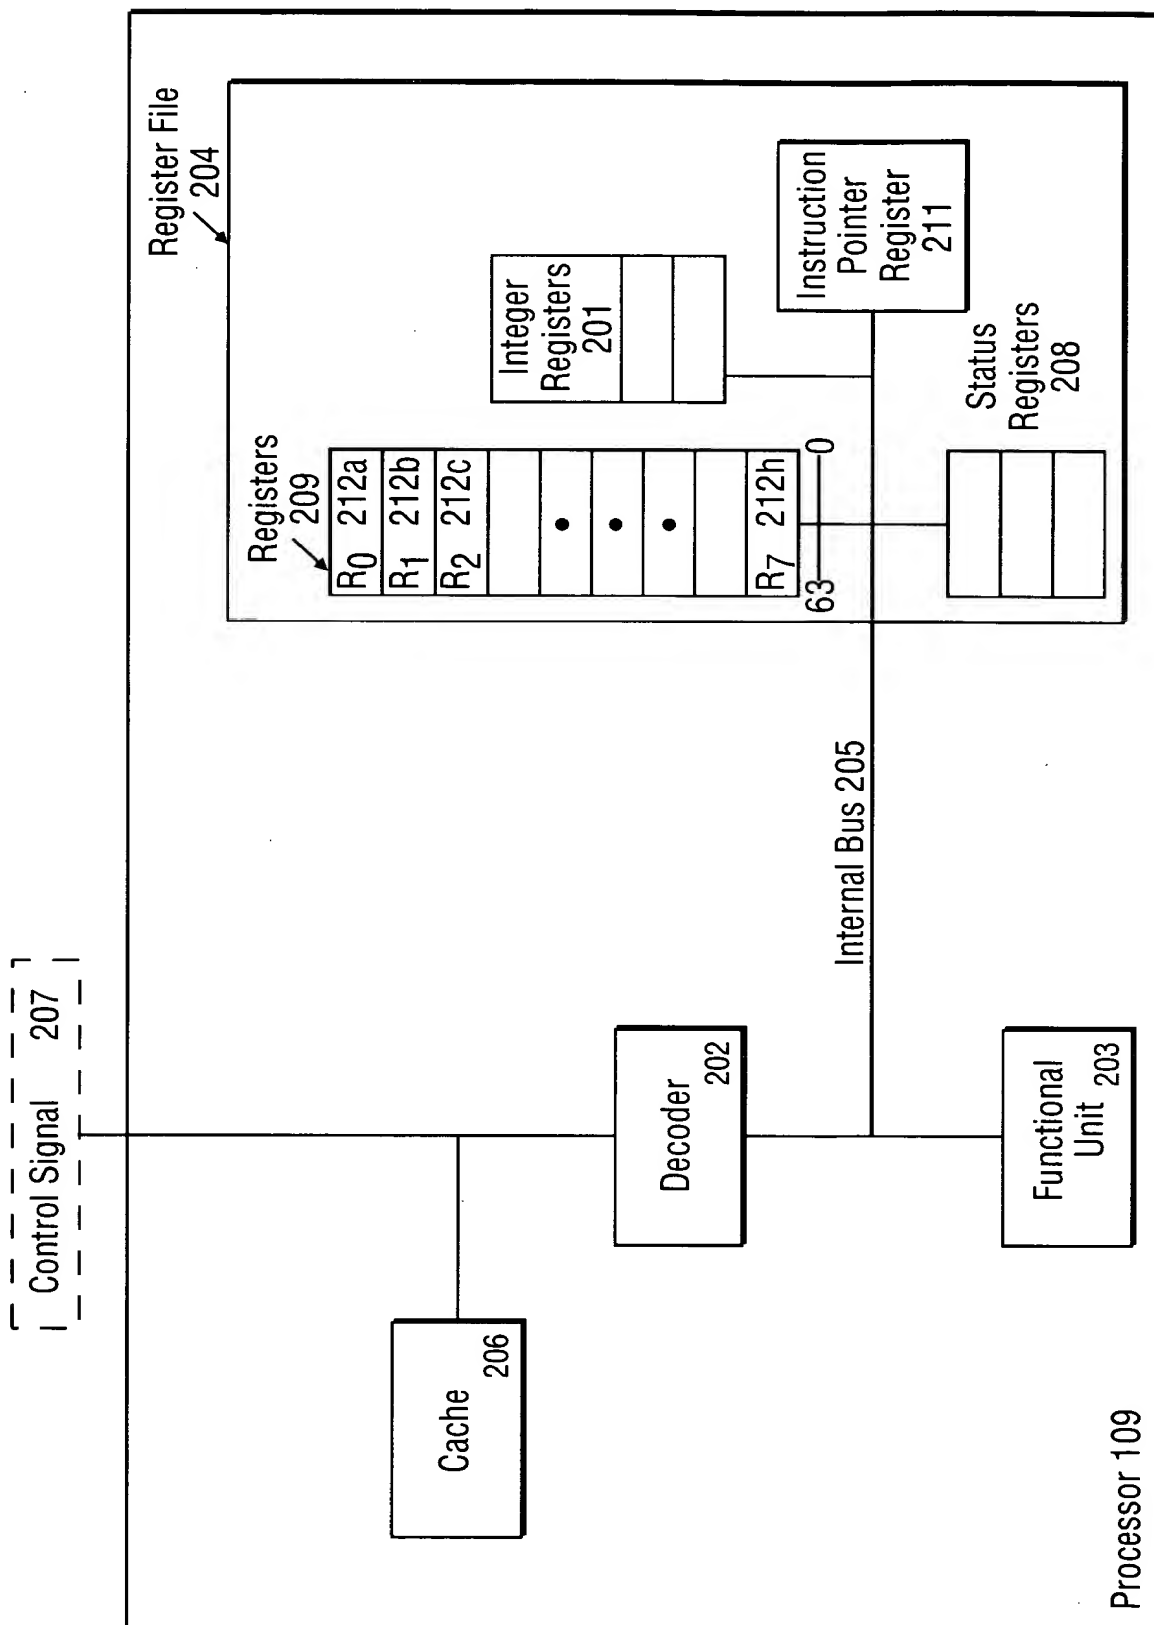 Control Signal 207
Processor 109
Cache
206
Decoder
202
Functional
Unit 203
Internal Bus 205
Register File
204
Registers
209
R0 212a
R1 212b
R2 212c
R7 212h
63 0
Integer
Registers
201
Instruction
Pointer
Register
211
Status
Registers
208